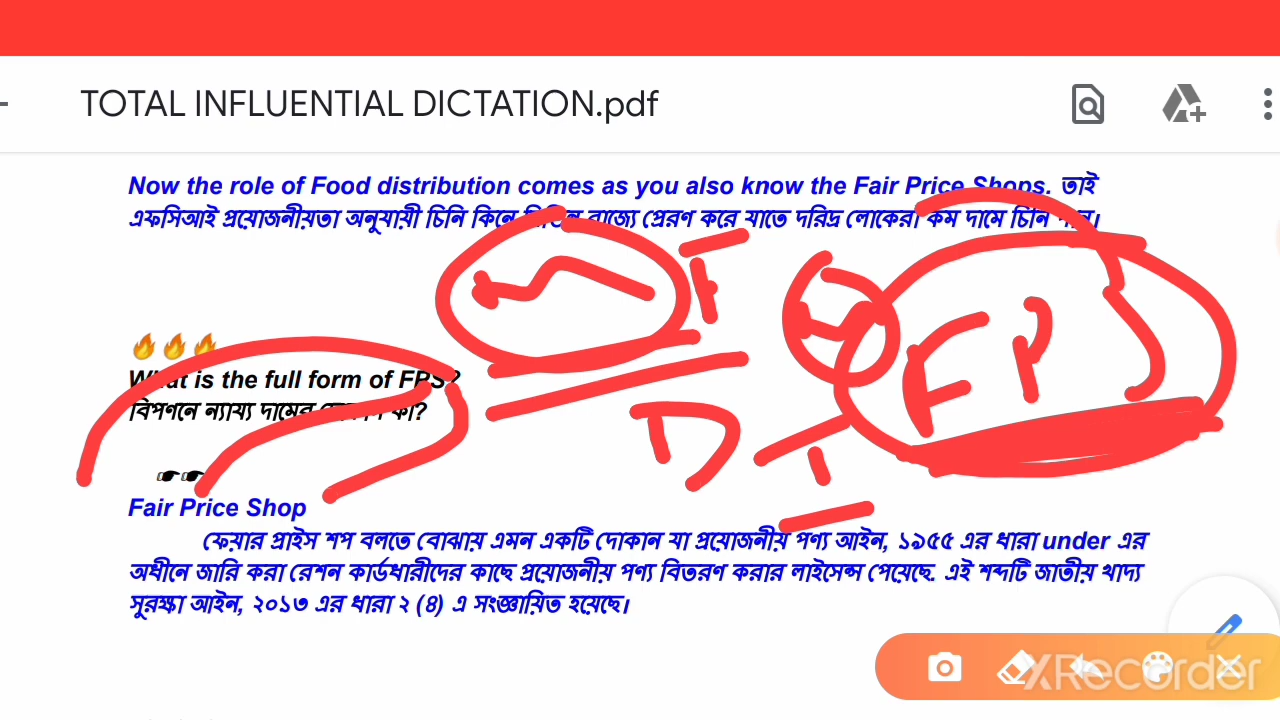 TOTAL INFLUENTIAL DICTATION.pdf
Now the role of Food distribution comes as you also know the Fair Price Shops. তাই
এফসিআই প্রয়োজনীয়তা অনুযায়ী চিনি কিনে বিভিন্ন রাজ্যে প্রেরণ করে যাতে দরিদ্র লোকেরা কম দামে চিনি পান।
F
FPS
What is the full form of FPS?
বিপণনে ন্যায্য দামের কী?
D
I
Fair Price Shop
ফেয়ার প্রাইস শপ বলতে বোঝায় এমন একটি দোকান যা প্রয়োজনীয় পণ্য আইন, ১৯৫৫ এর ধারা under এর
অধীনে জারি করা রেশন কার্ডধারীদের কাছে প্রয়োজনীয় পণ্য বিতরণ করার লাইসেন্স পেয়েছে. এই শব্দটি জাতীয় খাদ্য
সুরক্ষা আইন, ২০১৩ এর ধারা ২ (৪) এ সংজ্ঞায়িত হয়েছে।
XRecorder